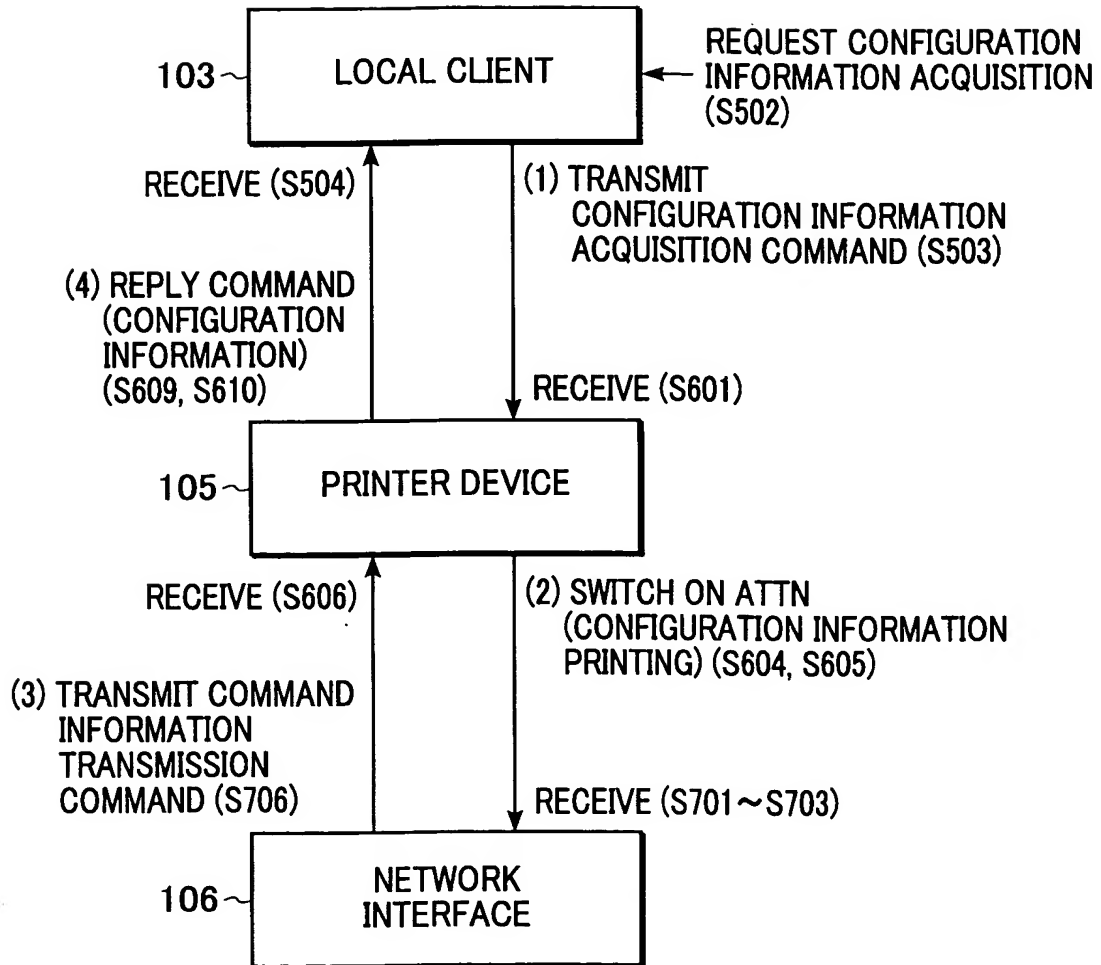 103
LOCAL CLIENT
REQUEST CONFIGURATION
INFORMATION ACQUISITION
(S502)
RECEIVE (S504)
(1) TRANSMIT
CONFIGURATION INFORMATION
ACQUISITION COMMAND (S503)
(4) REPLY COMMAND
(CONFIGURATION
INFORMATION)
(S609, S610)
RECEIVE (S601)
105
PRINTER DEVICE
RECEIVE (S606)
(2) SWITCH ON ATTN
(CONFIGURATION INFORMATION
PRINTING) (S604, S605)
(3) TRANSMIT COMMAND
INFORMATION
TRANSMISSION
COMMAND (S706)
RECEIVE (S701~S703)
106
NETWORK
INTERFACE